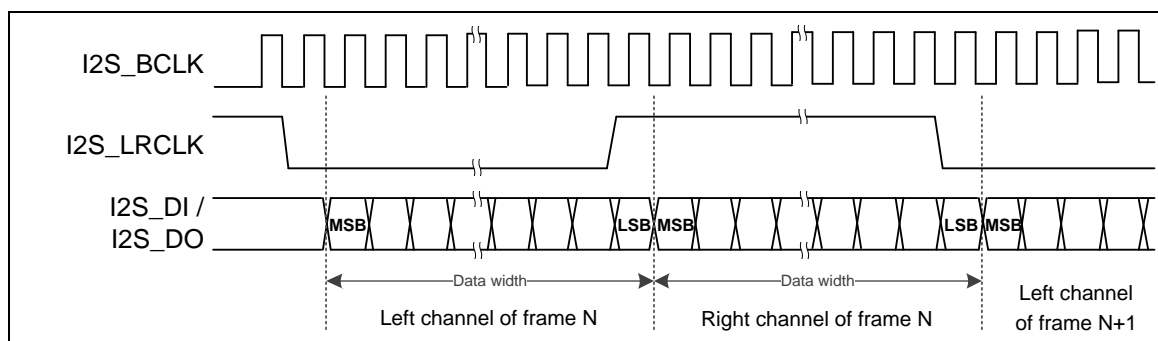 I2S_BCLK
I2S_LRCLK
I2S_DI /
I2S_DO
MSB
LSB
MSB
LSB
MSB
Data width
Data width
Left channel of frame N
Right channel of frame N
Left channel
of frame N+1